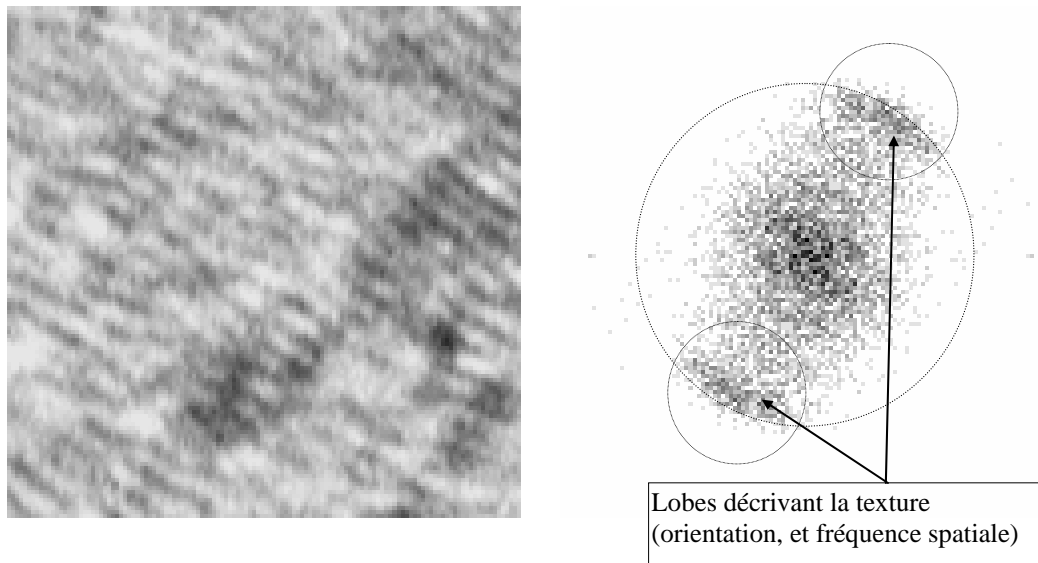 Lobes décrivant la texture
(orientation, et fréquence spatiale)